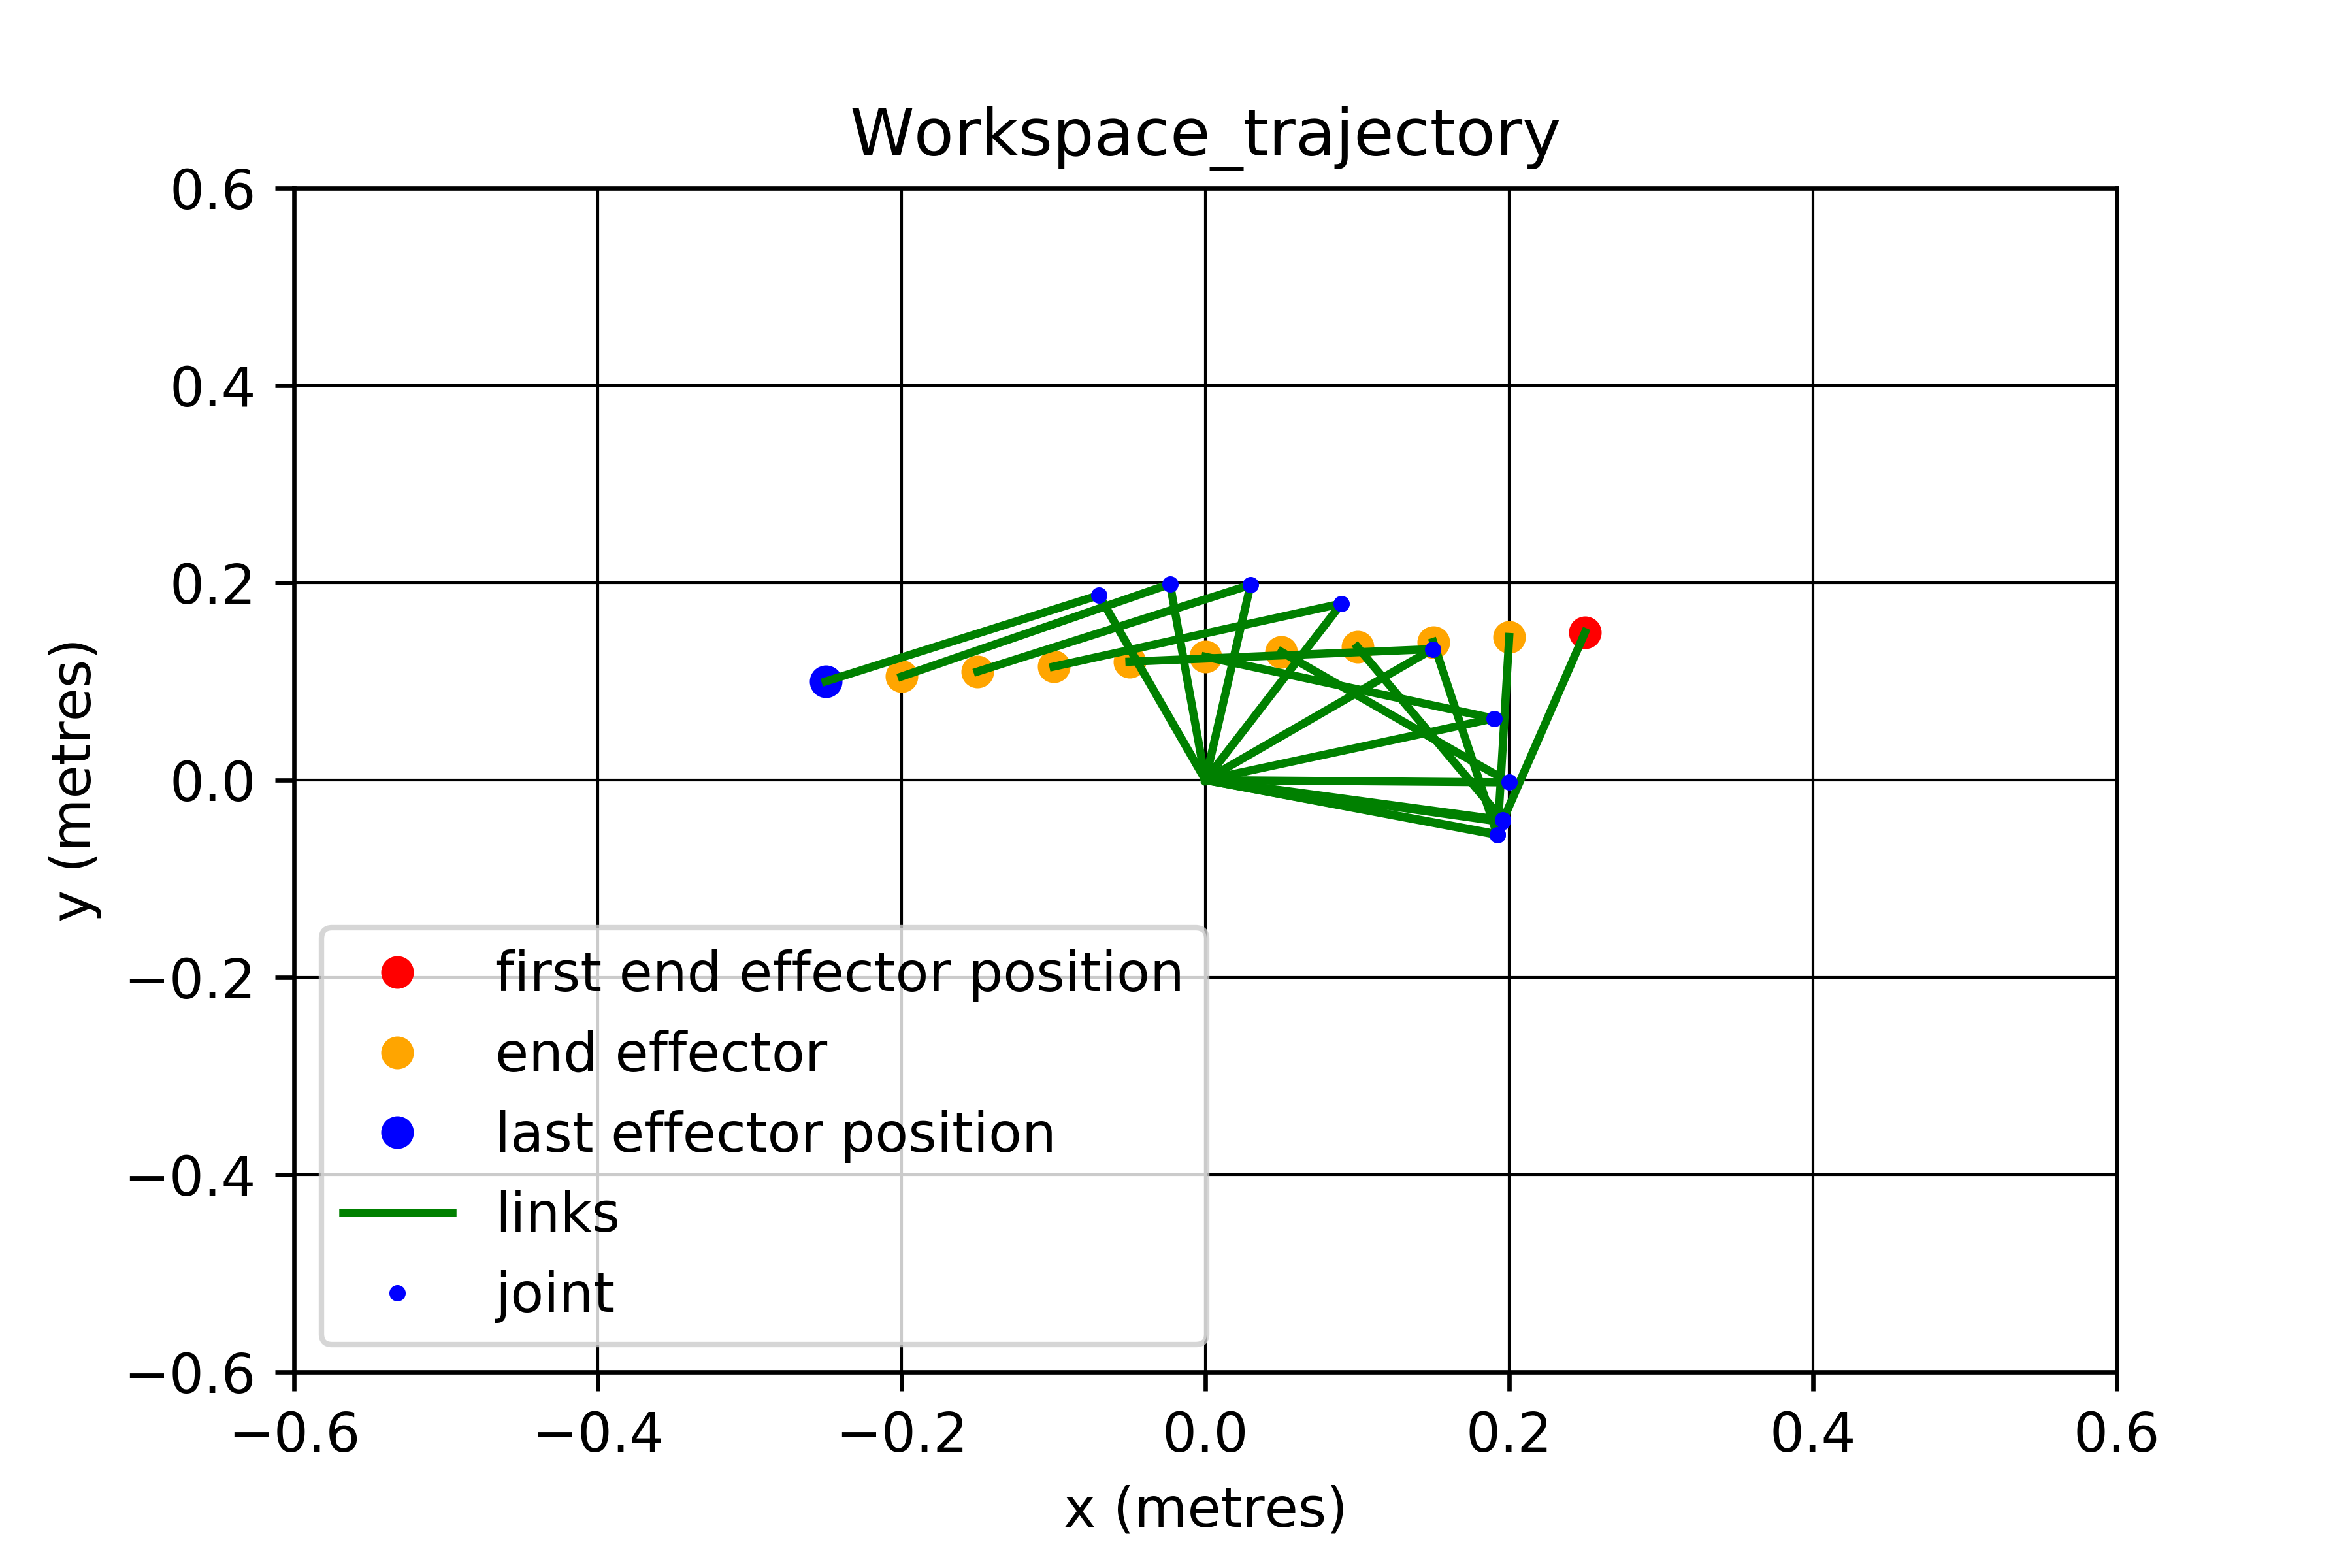 Workspace_trajectory
0.6
0.4
0.2
0.0
−0.2
−0.4
−0.6
y (metres)
first end effector position
end effector
last effector position
links
joint
−0.6 −0.4 −0.2 0.0 0.2 0.4 0.6
x (metres)